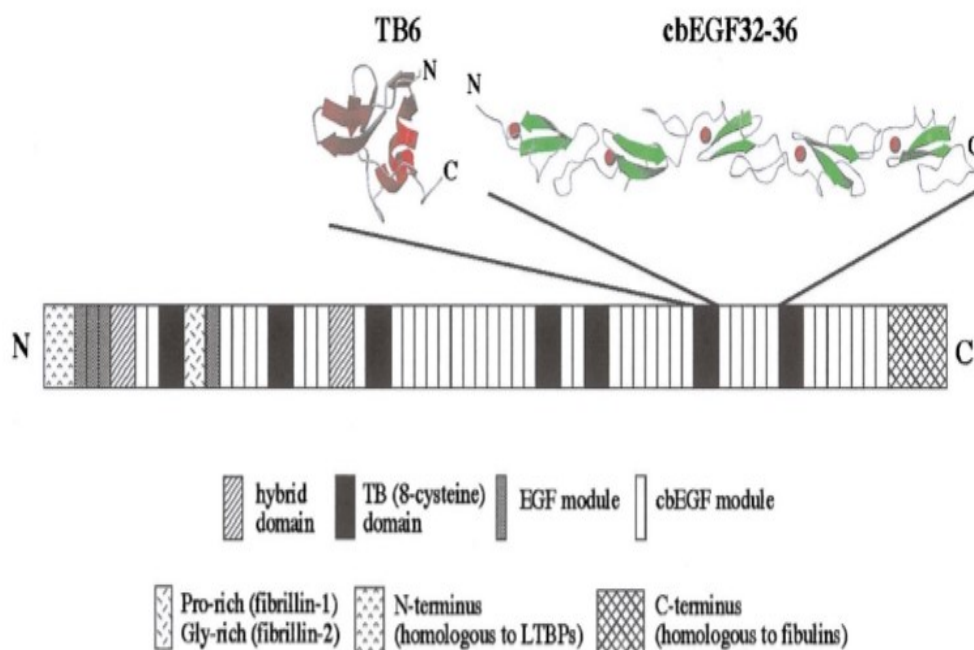 TB6
cbEGF32-36
N
N
C
C
N
C
hybrid
domain
TB (8-cysteine)
domain
EGF module
cbEGF module
Pro-rich (fibrillin-1)
Gly-rich (fibrillin-2)
N-terminus
(homologous to LTBPs)
C-terminus
(homologous to fibulins)